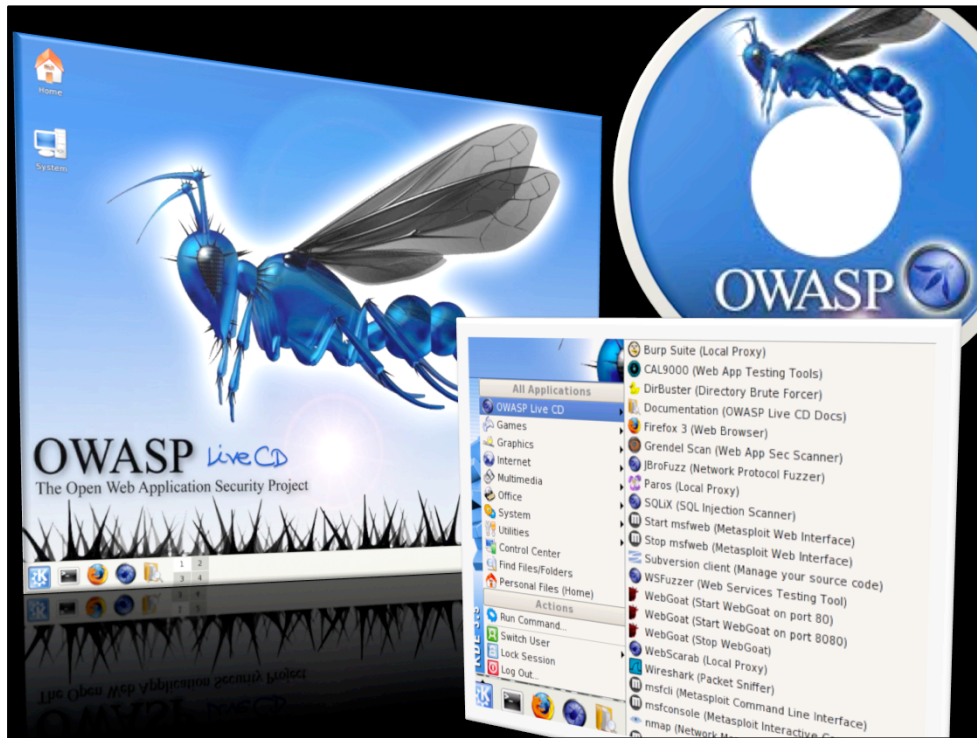 Home
System
OWASP Live CD
The Open Web Application Security Project
1 2
3 4
OWASP
All Applications
OWASP Live CD
Games
Graphics
Internet
Multimedia
Office
System
Utilities
Control Center
Find Files/Folders
Personal Files (Home)
Actions
Run Command...
Switch User
Lock Session
Log Out...
Burp Suite (Local Proxy)
CAL9000 (Web App Testing Tools)
DirBuster (Directory Brute Forcer)
Documentation (OWASP Live CD Docs)
Firefox 3 (Web Browser)
Grendel Scan (Web App Sec Scanner)
JBroFuzz (Network Protocol Fuzzer)
Paros (Local Proxy)
SQLiX (SQL Injection Scanner)
Start msfweb (Metasploit Web Interface)
Stop msfweb (Metasploit Web Interface)
Subversion client (Manage your source code)
WSFuzzer (Web Services Testing Tool)
WebGoat (Start WebGoat on port 80)
WebGoat (Start WebGoat on port 8080)
WebGoat (Stop WebGoat)
WebScarab (Local Proxy)
Wireshark (Packet Sniffer)
msfcli (Metasploit Command Line Interface)
msfconsole (Metasploit Interactive
nmap (Network